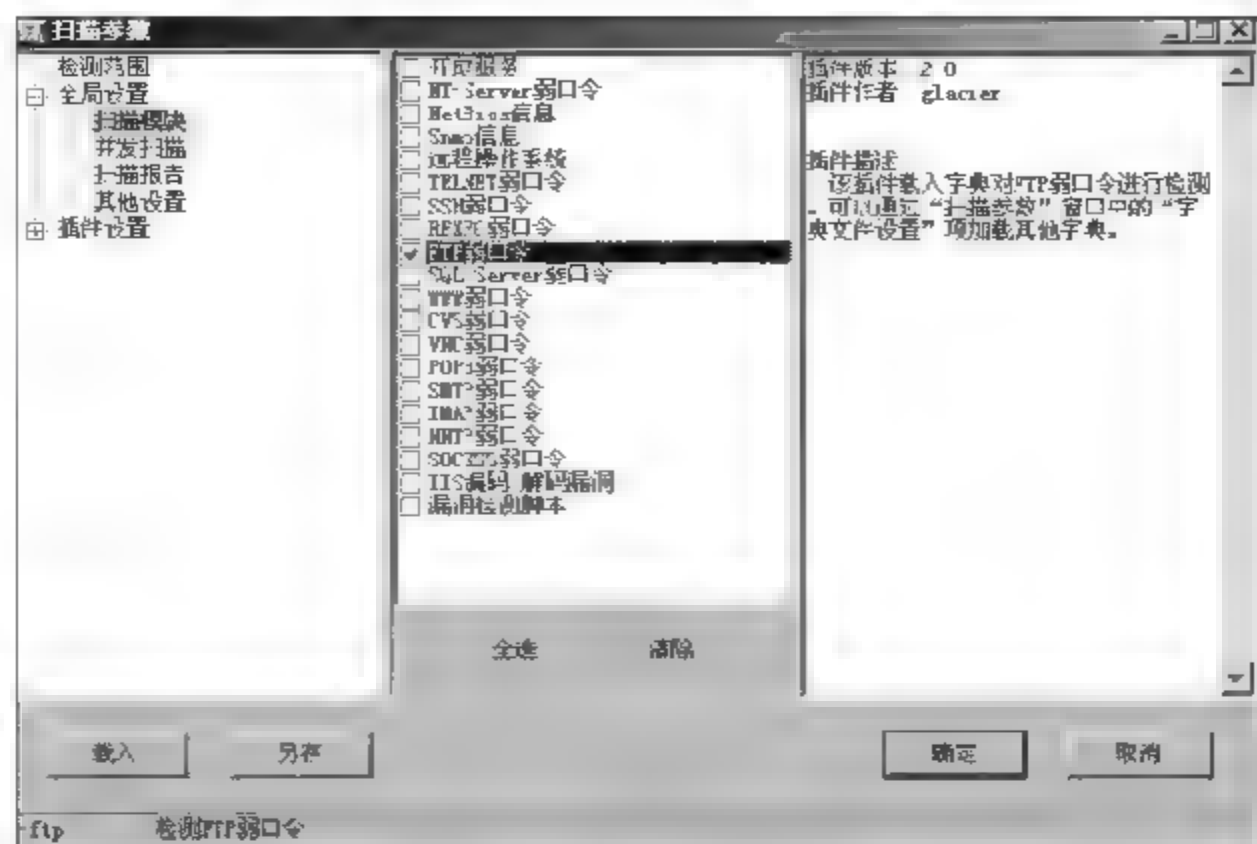 扫描参数
检测范围
全局设置
扫描模块
并发扫描
扫描报告
其他设置
插件设置
开放服务
NT-Server弱口令
NetBios信息
Snmp信息
远程操作系统
TELNET弱口令
SSH弱口令
REXEC弱口令
FTP弱口令
SQL-Server弱口令
WWW弱口令
CVS弱口令
VNC弱口令
POP3弱口令
SMTP弱口令
IMAP弱口令
NNTP弱口令
SOCKS5弱口令
IIS编码/解码漏洞
漏洞检测脚本
全选 清除
插件版本 2.0
插件作者 glacier
插件描述
该插件载入字典对FTP弱口令进行检测
。可以通过“扫描参数”窗口中的“字
典文件设置”项加载其他字典。
载入 另存 确定 取消
ftp 检测FTP弱口令